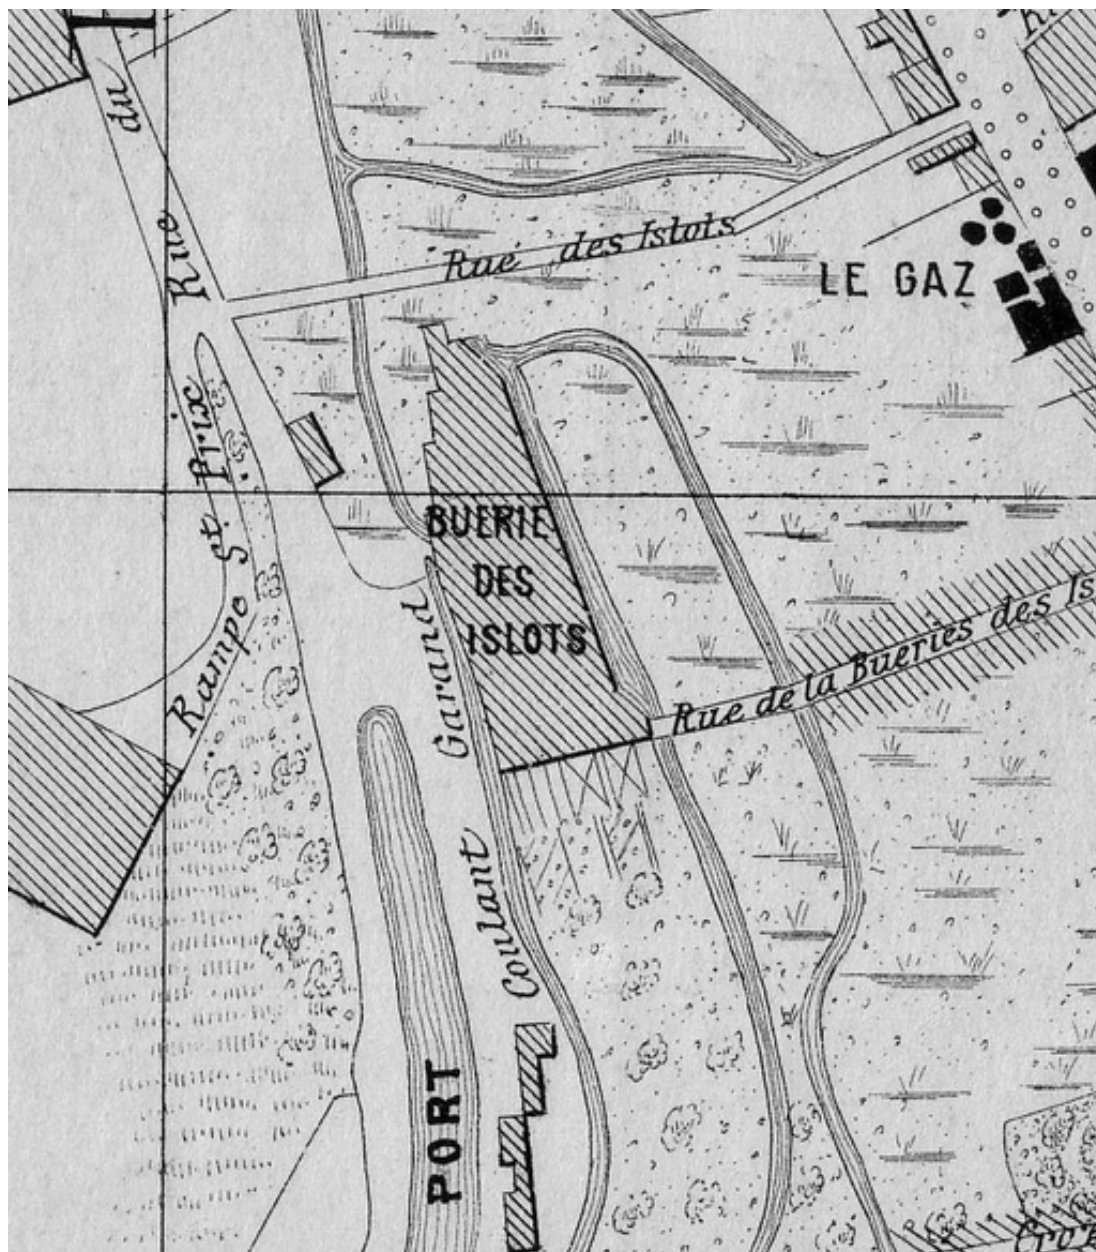 Rue du
Rue des Islots
LE GAZ
Rampe St. Prix
BUERIE
DES
ISLOTS
Garand
Coulant
Rue de la Bueries des Is
PORT